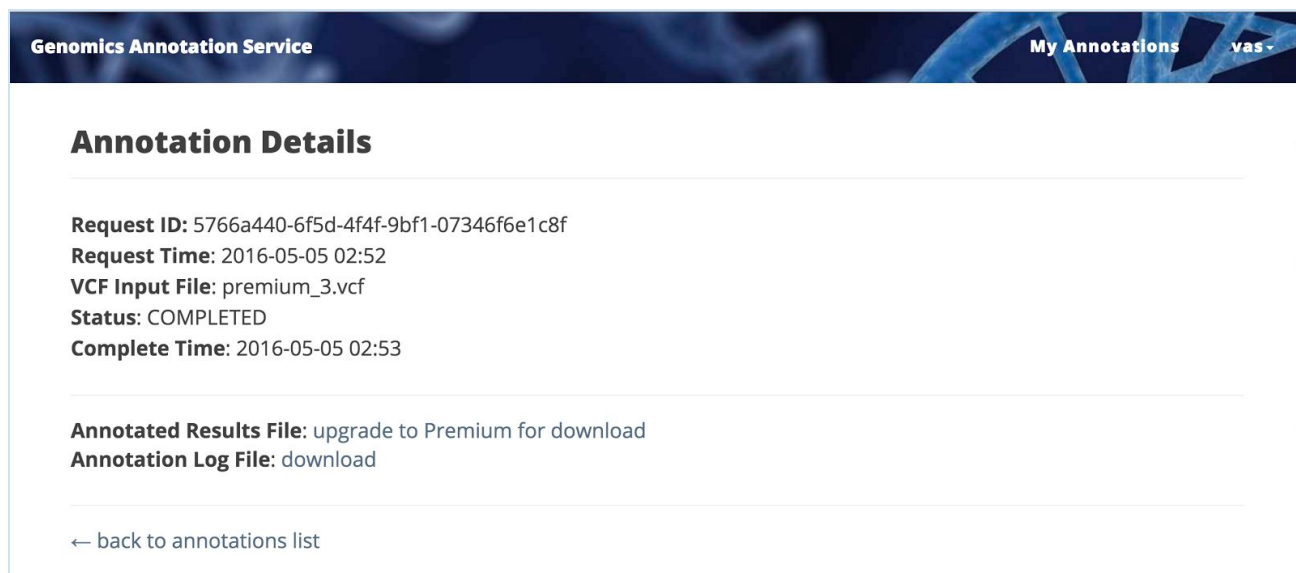 Genomics Annotation Service My Annotations vas
Annotation Details
Request ID: 5766a440-6f5d-4f4f-9bf1-07346f6e1c8f
Request Time: 2016-05-05 02:52
VCF Input File: premium_3.vcf
Status: COMPLETED
Complete Time: 2016-05-05 02:53
Annotated Results File: upgrade to Premium for download
Annotation Log File: download
← back to annotations list